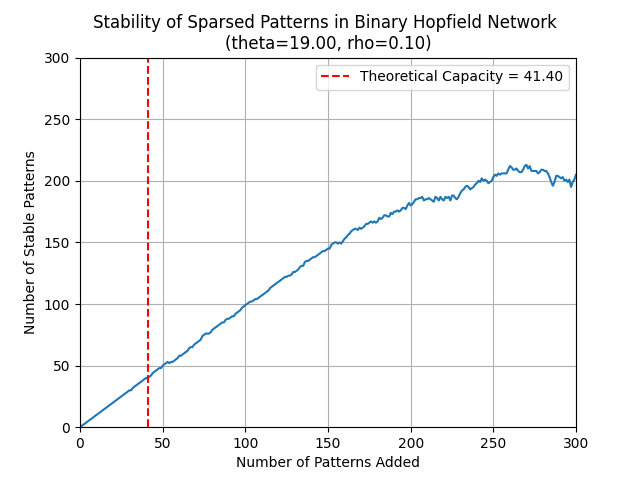 Stability of Sparsed Patterns in Binary Hopfield Network
(theta=19.00, rho=0.10)
Theoretical Capacity = 41.40
Number of Stable Patterns
300
250
200
150
100
50
0
0 50 100 150 200 250 300
Number of Patterns Added